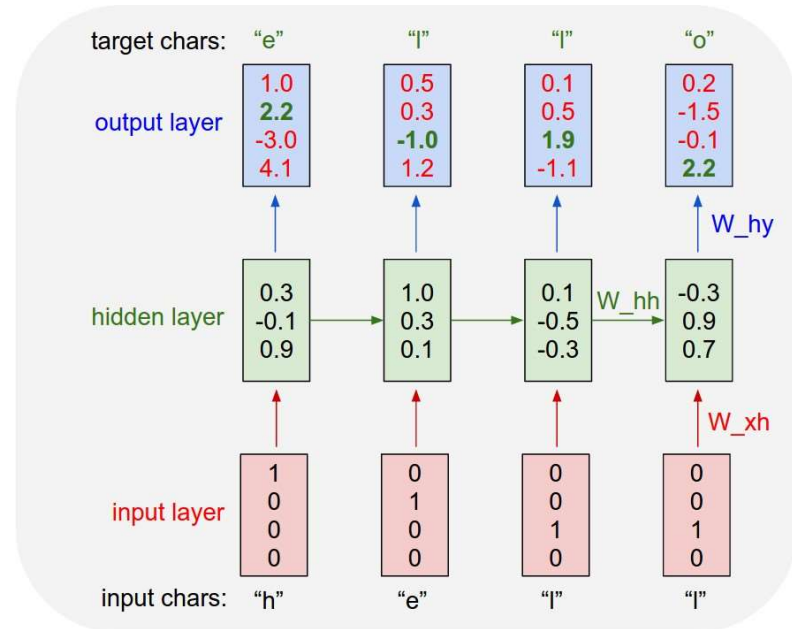 target chars: “e” “l” “l” “o”
1.0 0.5 0.1 0.2
2.2 0.3 0.5 -1.5
output layer
-3.0 -1.0 1.9 -0.1
4.1 1.2 -1.1 2.2
W_hy
0.3 1.0 0.1 -0.3
W_hh
hidden layer
-0.1 0.3 -0.5 0.9
0.9 0.1 -0.3 0.7
W_xh
1 0 0 0
0 1 0 0
input layer
0 0 1 1
0 0 0 0
input chars: “h” “e” “l” “l”